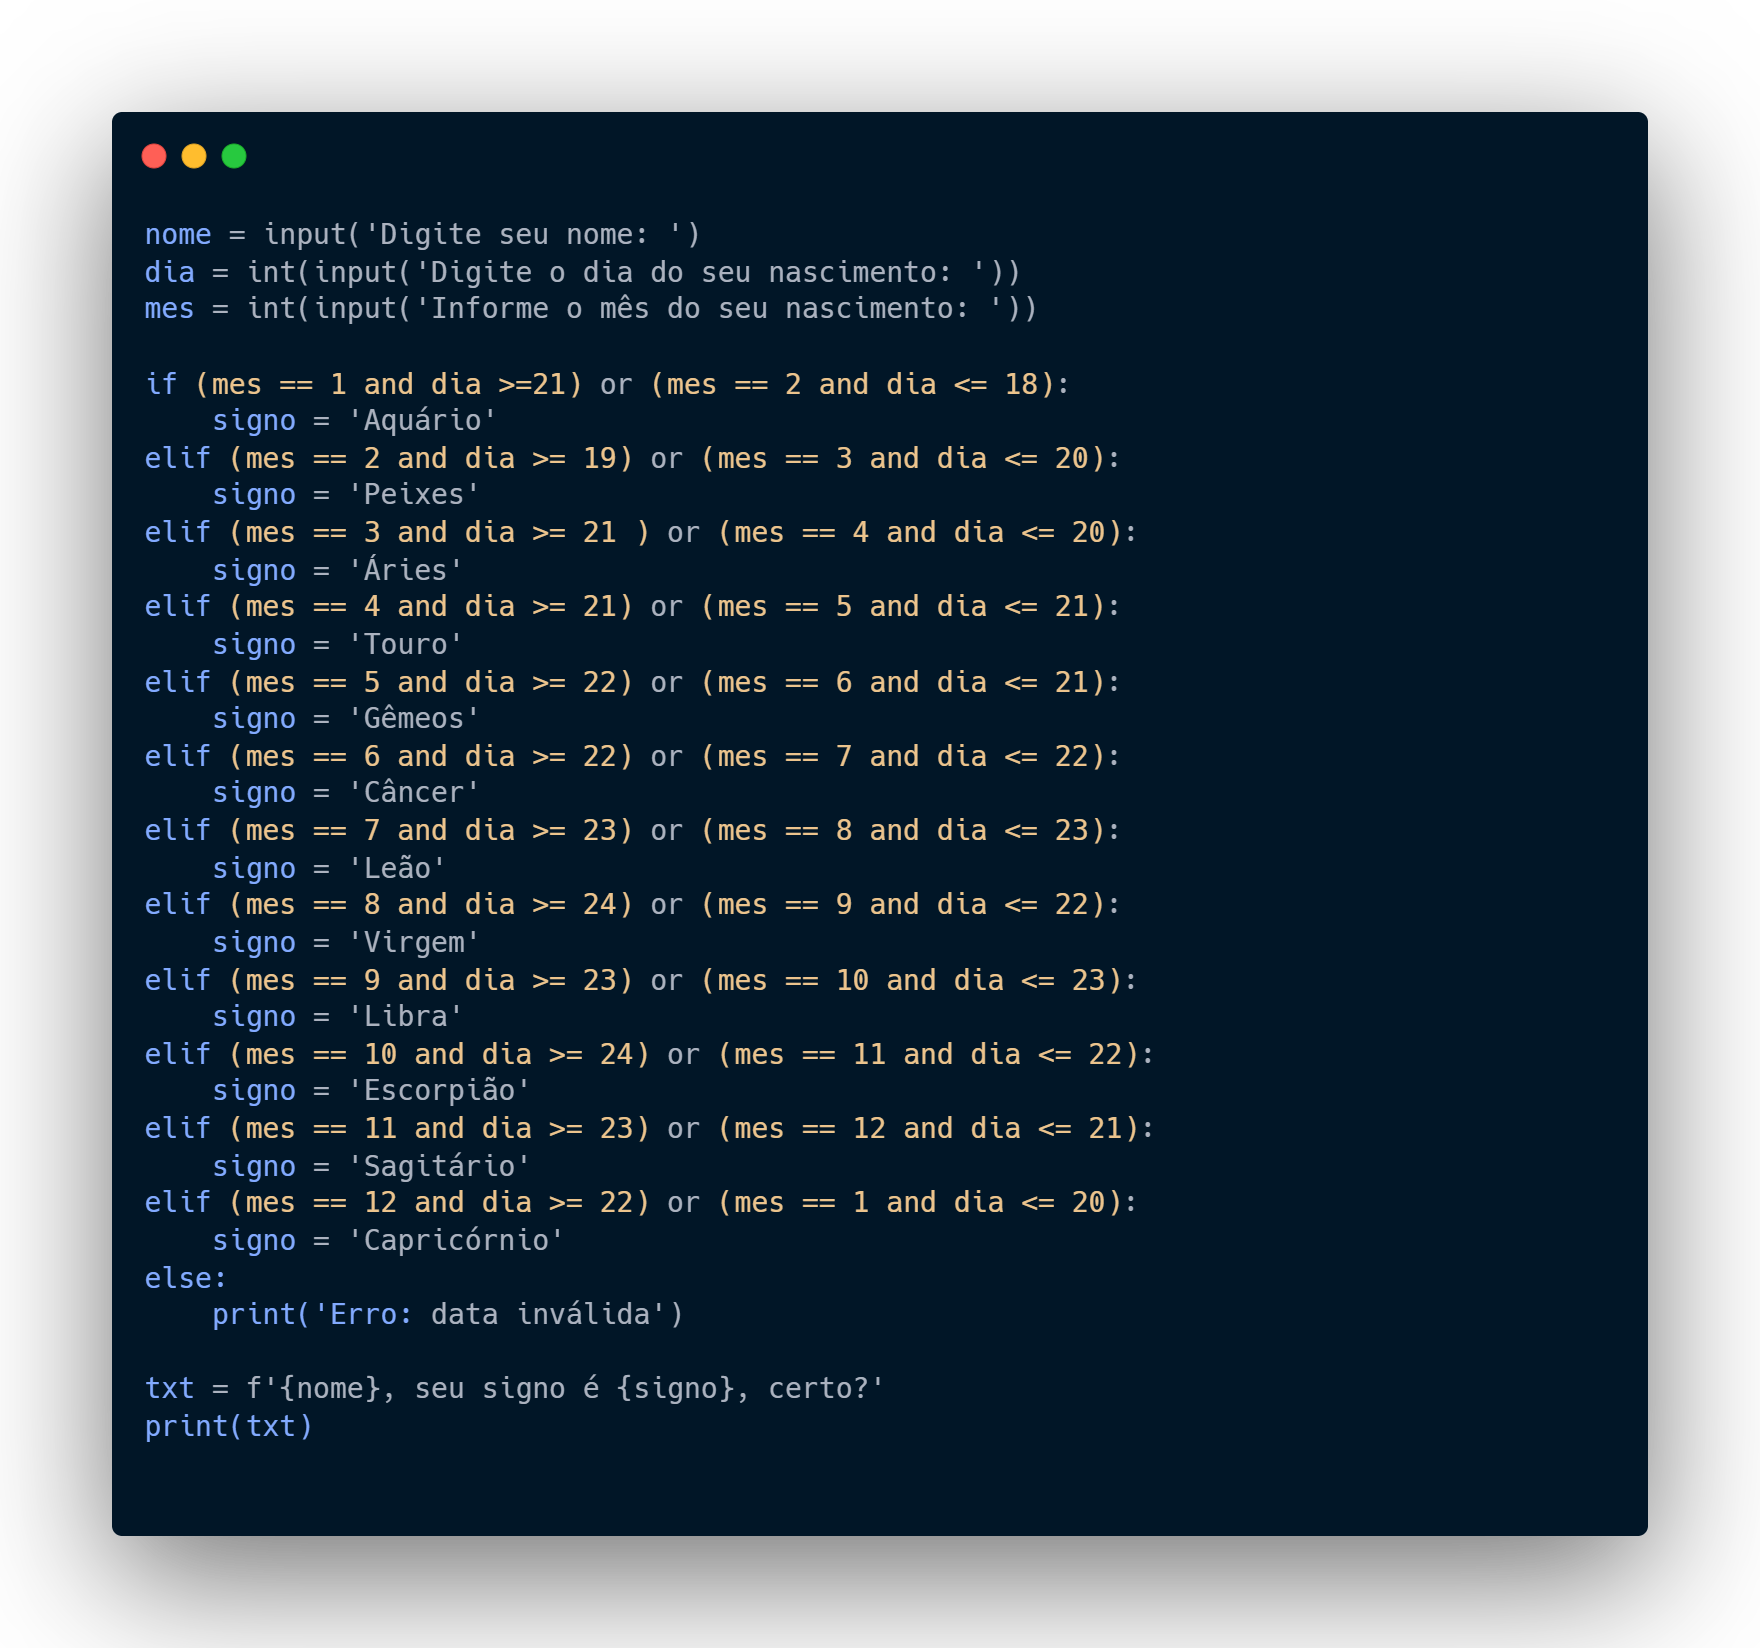 nome = input('Digite seu nome: ')
dia = int(input('Digite o dia do seu nascimento: '))
mes = int(input('Informe o mês do seu nascimento: '))

if (mes == 1 and dia >=21) or (mes == 2 and dia <= 18):
    signo = 'Aquário'
elif (mes == 2 and dia >= 19) or (mes == 3 and dia <= 20):
    signo = 'Peixes'
elif (mes == 3 and dia >= 21 ) or (mes == 4 and dia <= 20):
    signo = 'Áries'
elif (mes == 4 and dia >= 21) or (mes == 5 and dia <= 21):
    signo = 'Touro'
elif (mes == 5 and dia >= 22) or (mes == 6 and dia <= 21):
    signo = 'Gêmeos'
elif (mes == 6 and dia >= 22) or (mes == 7 and dia <= 22):
    signo = 'Câncer'
elif (mes == 7 and dia >= 23) or (mes == 8 and dia <= 23):
    signo = 'Leão'
elif (mes == 8 and dia >= 24) or (mes == 9 and dia <= 22):
    signo = 'Virgem'
elif (mes == 9 and dia >= 23) or (mes == 10 and dia <= 23):
    signo = 'Libra'
elif (mes == 10 and dia >= 24) or (mes == 11 and dia <= 22):
    signo = 'Escorpião'
elif (mes == 11 and dia >= 23) or (mes == 12 and dia <= 21):
    signo = 'Sagitário'
elif (mes == 12 and dia >= 22) or (mes == 1 and dia <= 20):
    signo = 'Capricórnio'
else:
    print('Erro: data inválida')

txt = f'{nome}, seu signo é {signo}, certo?'
print(txt)